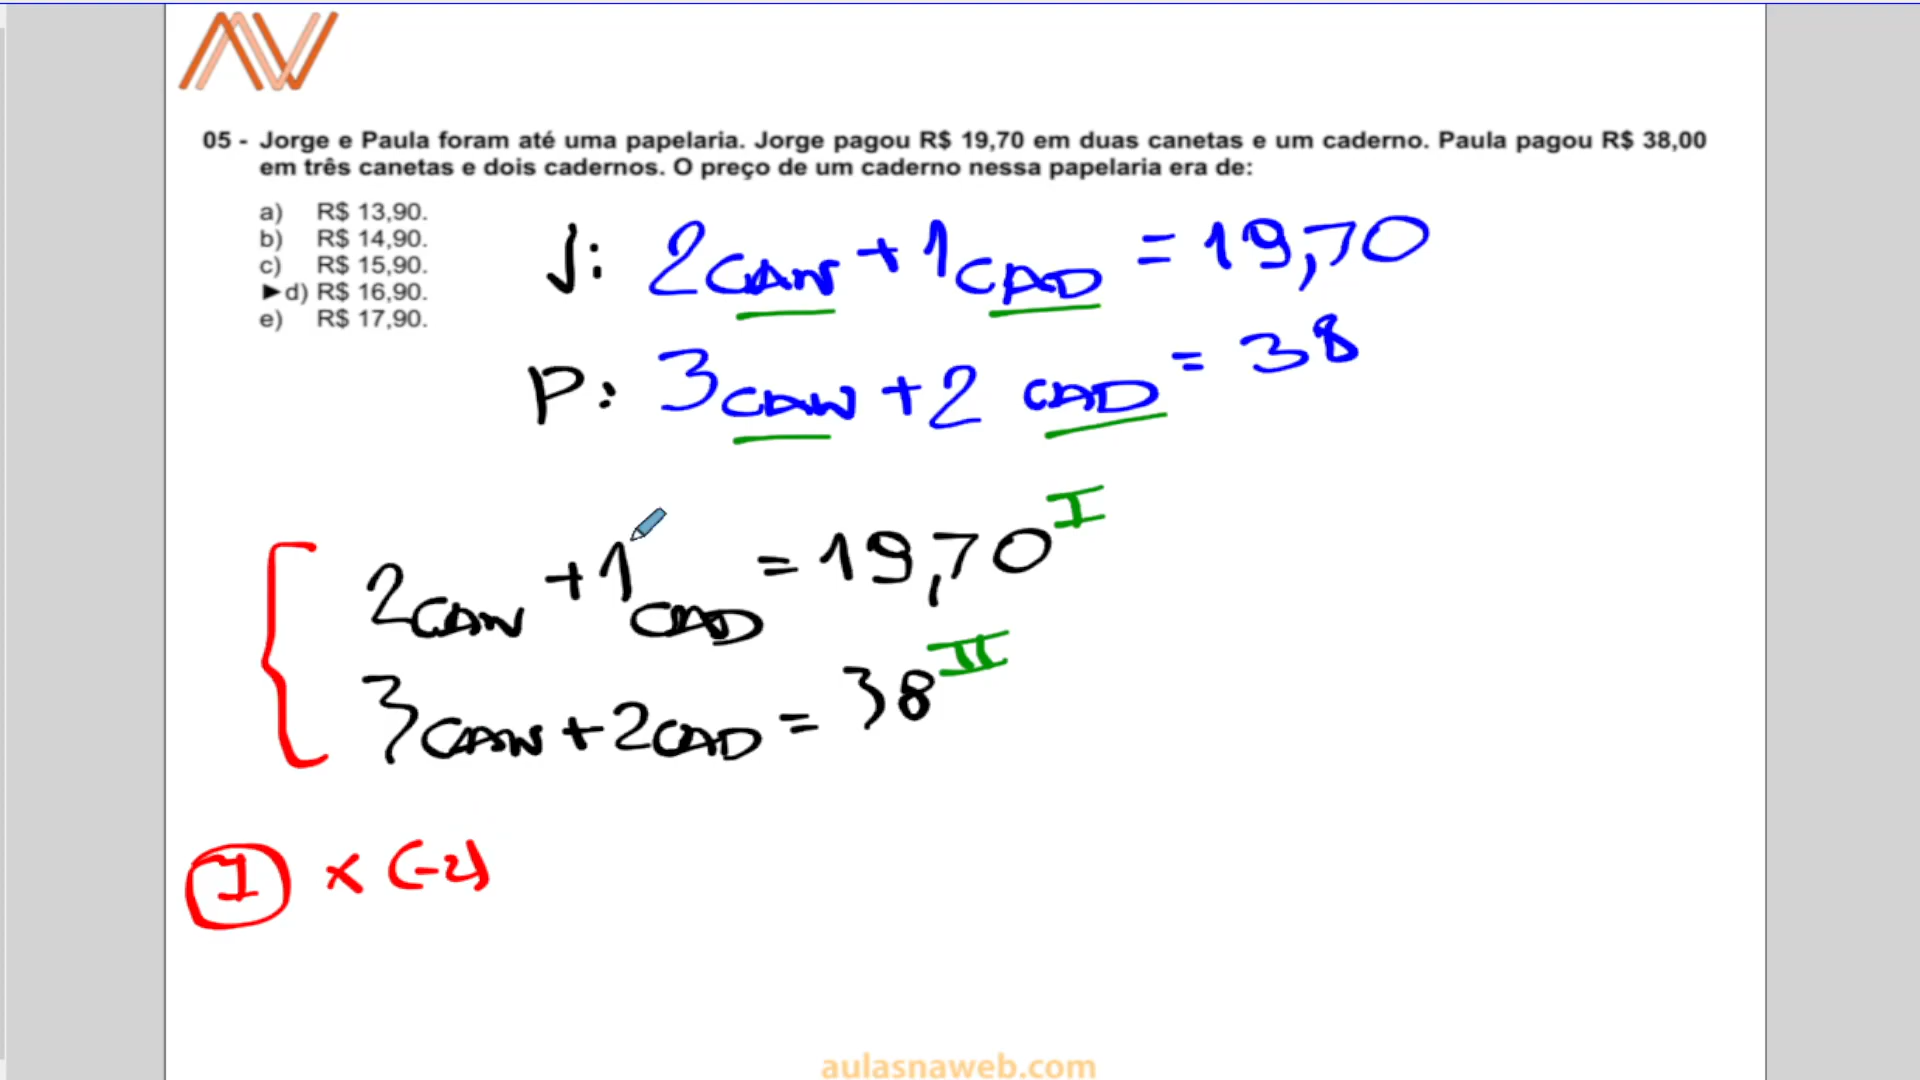 05 - Jorge e Paula foram até uma papelaria. Jorge pagou R$ 19,70 em duas canetas e um caderno. Paula pagou R$ 38,00
em três canetas e dois cadernos. O preço de um caderno nessa papelaria era de:
a) R$ 13,90.
b) R$ 14,90.
c) R$ 15,90.
►d) R$ 16,90.
e) R$ 17,90.
J: 2CAN + 1CAD = 19,70
P: 3CAN + 2 CAD = 38
2CAN + 1CAD = 19,70 I
3CAN + 2CAD = 38 II
I × (-2)
aulasnaweb.com